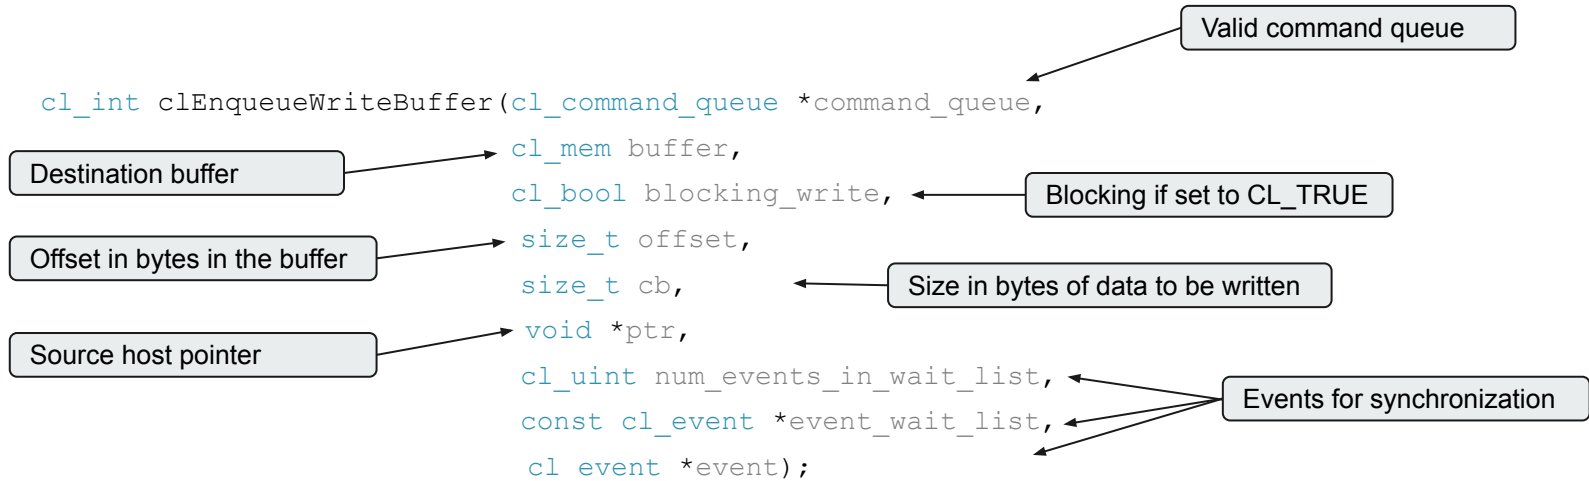 Valid command queue
cl_int clEnqueueWriteBuffer(cl_command_queue *command_queue,
Destination buffer
cl_mem buffer,
cl_bool blocking_write,
Blocking if set to CL_TRUE
Offset in bytes in the buffer
size_t offset,
size_t cb,
Size in bytes of data to be written
Source host pointer
void *ptr,
cl_uint num_events_in_wait_list,
const cl_event *event_wait_list,
Events for synchronization
cl event *event);